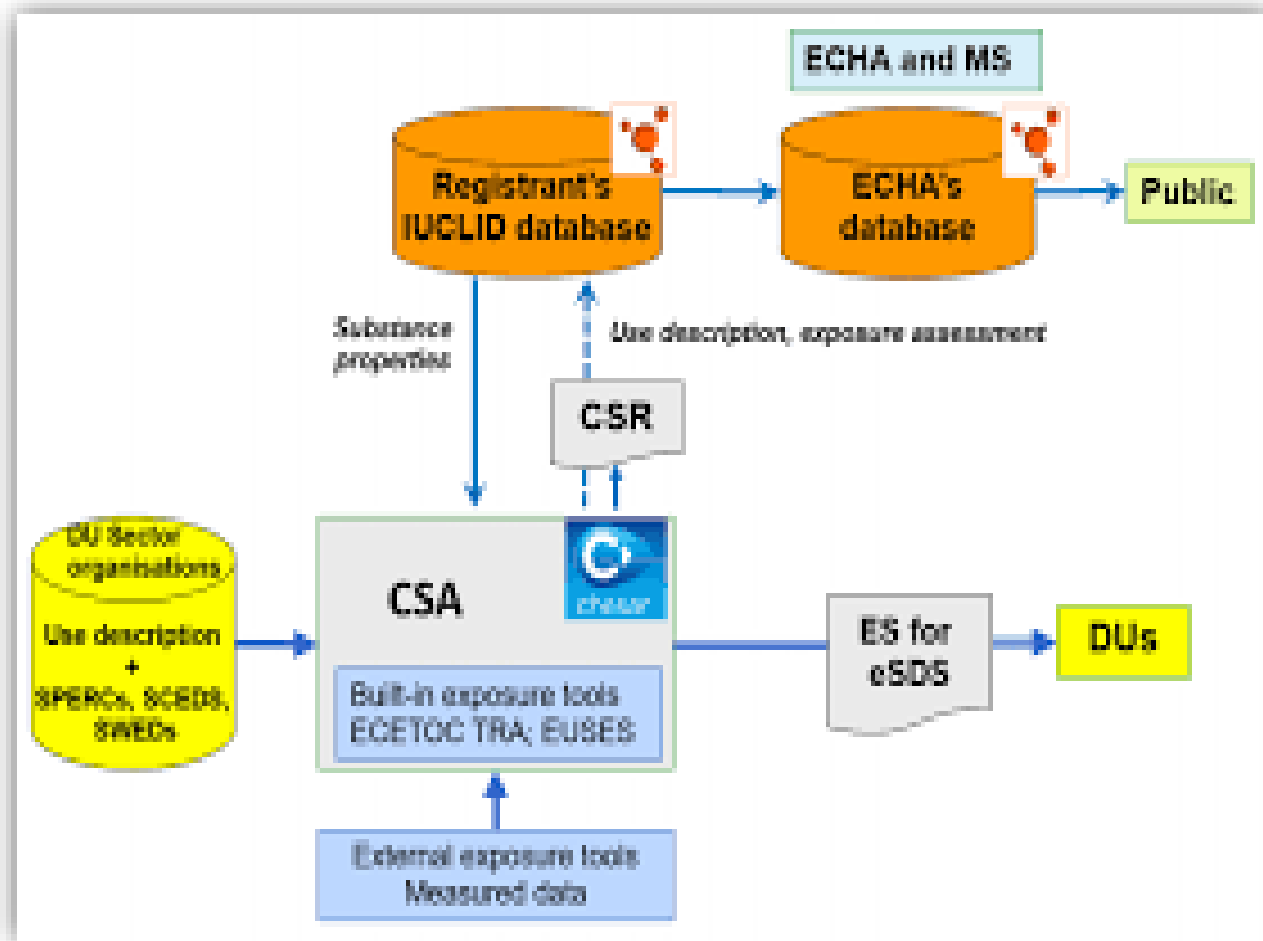 ECHA and MS
Registrant's
IUCLID database
ECHA's
database
Public
Substance
properties
Use description, exposure assessment
CSR
DU Sector
organisations
Use description
+
SPERCs, SCEDS,
SWEDs
CSA
chesar
Built-in exposure tools
ECETOC TRA; EUSES
ES for
eSDS
DUs
External exposure tools
Measured data